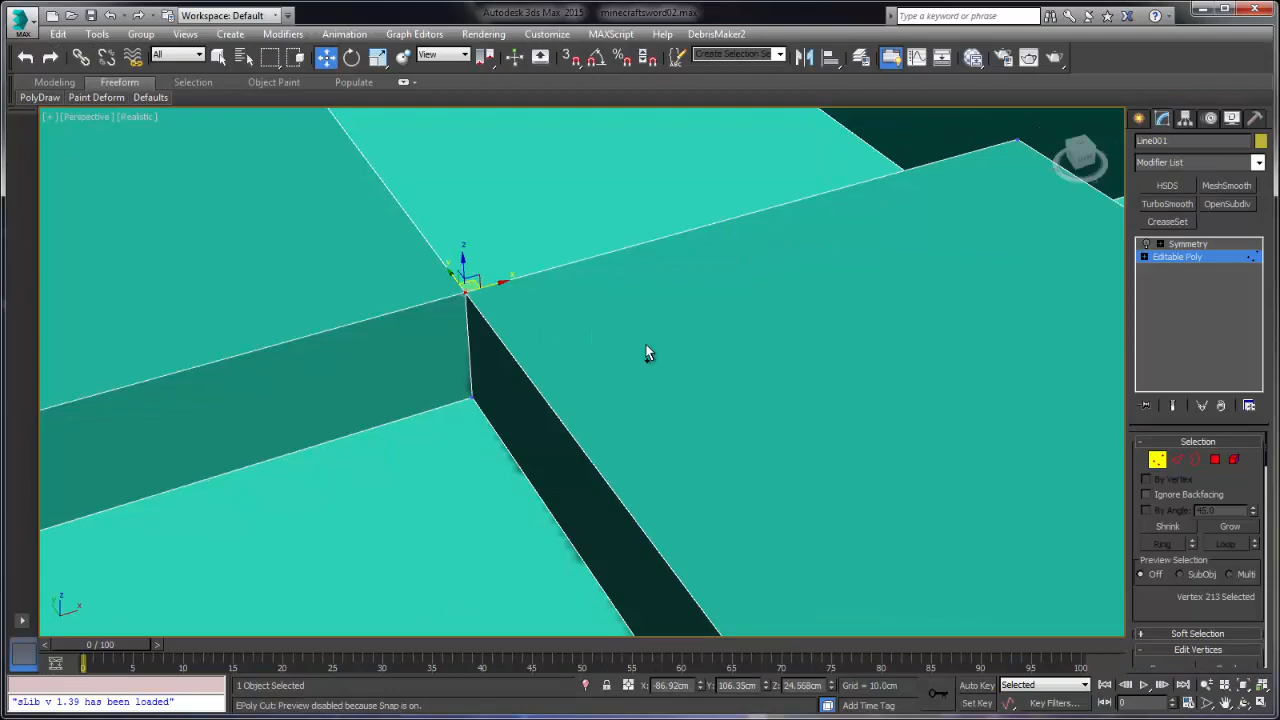 Workspace: Default
Autodesk 3ds Max 2015
minecraftsword02.max
Type a keyword or phrase
MAX
Edit
Tools
Group
Views
Create
Modifiers
Animation
Graph Editors
Rendering
Customize
MAXScript
Help
DebrisMaker2
All
View
Create Selection Se
Modeling
Freeform
Selection
Object Paint
Populate
PolyDraw
Paint Deform
Defaults
[ + ] [Perspective ] [Realistic ]
z
y
x
z
y
x
Line001
Modifier List
HSDS
MeshSmooth
TurboSmooth
OpenSubdiv
CreaseSet
Symmetry
Editable Poly
Selection
By Vertex
Ignore Backfacing
By Angle:
45.0
Shrink
Grow
Ring
Loop
Preview Selection
Off
SubObj
Multi
Vertex 213 Selected
Soft Selection
Edit Vertices
0 / 100
0 5 10 15 20 25 30 35 40 45 50 55 60 65 70 75 80 85 90 95 100
1 Object Selected
X: -86.92cm
Y: 106.35cm
Z: 24.568cm
Grid = 10.0cm
Auto Key
Selected
"sLib v 1.39 has been loaded"
EPoly Cut: Preview disabled because Snap is on.
Add Time Tag
Set Key
Key Filters...
0